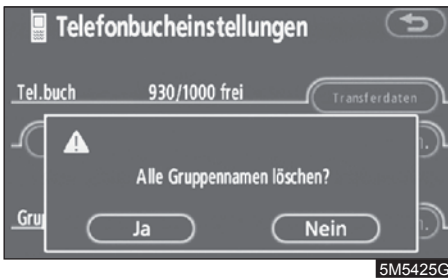 Telefonbucheinstellungen
Tel.buch 930/1000 frei Transferdaten
Alle Gruppennamen löschen?
Ja Nein
5M5425G